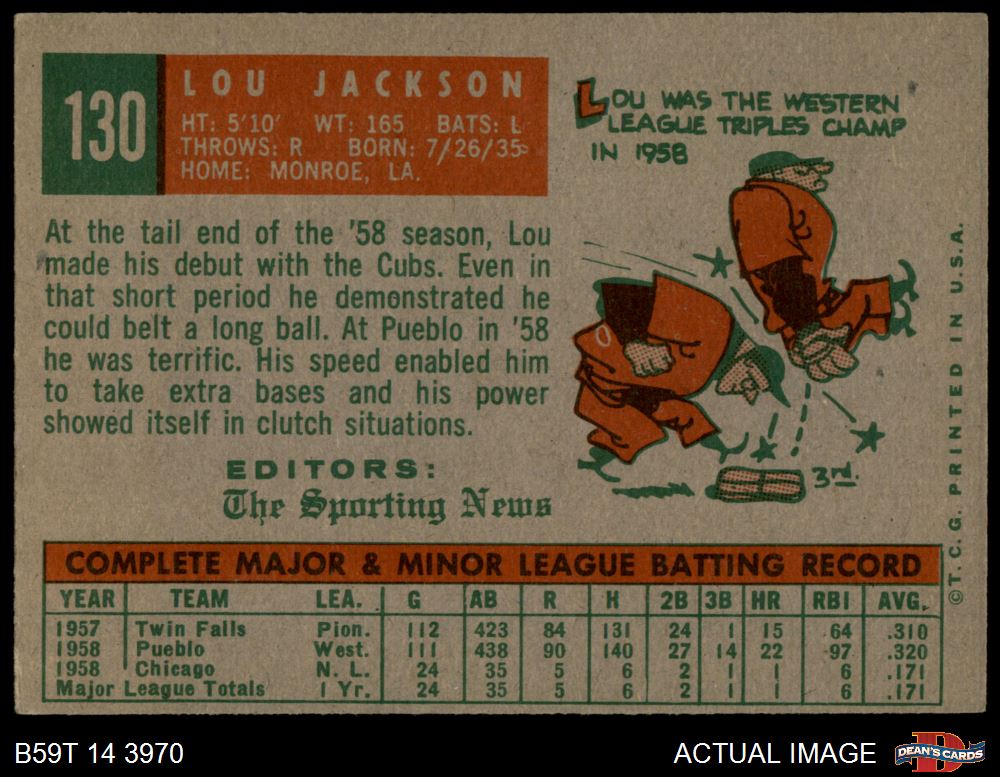 130
LOU JACKSON
HT: 5'10' WT: 165 BATS: L
THROWS: R BORN: 7/26/35
HOME: MONROE, LA.
LOU WAS THE WESTERN
LEAGUE TRIPLES CHAMP
IN 1958
At the tail end of the '58 season, Lou
made his debut with the Cubs. Even in
that short period he demonstrated he
could belt a long ball. At Pueblo in '58
he was terrific. His speed enabled him
to take extra bases and his power
showed itself in clutch situations.
EDITORS:
The Sporting News
3rd.
©T. C. G. PRINTED IN U.S.A.
COMPLETE MAJOR & MINOR LEAGUE BATTING RECORD
YEAR TEAM LEA. G AB R H 2B 3B HR RBI AVG.
1957 Twin Falls Pion. 112 423 84 131 24 1 15 64 .310
1958 Pueblo West. 111 438 90 140 27 14 22 97 .320
1958 Chicago N. L. 24 35 5 6 2 1 1 6 .171
Major League Totals 1 Yr. 24 35 5 6 2 1 1 6 .171
B59T 14 3970
ACTUAL IMAGE
DEAN'S CARDS